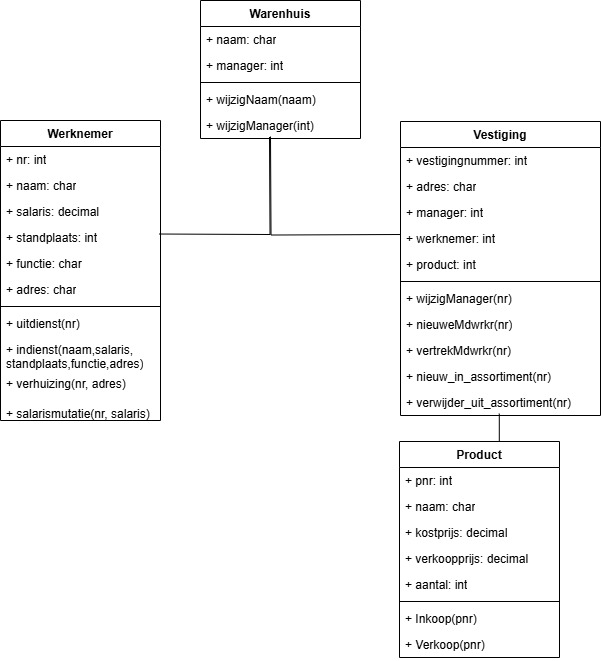 Warenhuis
+ naam: char
+ manager: int
+ wijzigNaam(naam)
+ wijzigManager(int)
Werknemer
+ nr: int
+ naam: char
+ salaris: decimal
+ standplaats: int
+ functie: char
+ adres: char
+ uitdienst(nr)
+ indienst(naam,salaris,
standplaats,functie,adres)
+ verhuizing(nr, adres)
+ salarismutatie(nr, salaris)
Vestiging
+ vestigingnummer: int
+ adres: char
+ manager: int
+ werknemer: int
+ product: int
+ wijzigManager(nr)
+ nieuweMdwrkr(nr)
+ vertrekMdwrkr(nr)
+ nieuw_in_assortiment(nr)
+ verwijder_uit_assortiment(nr)
Product
+ pnr: int
+ naam: char
+ kostprijs: decimal
+ verkoopprijs: decimal
+ aantal: int
+ Inkoop(pnr)
+ Verkoop(pnr)